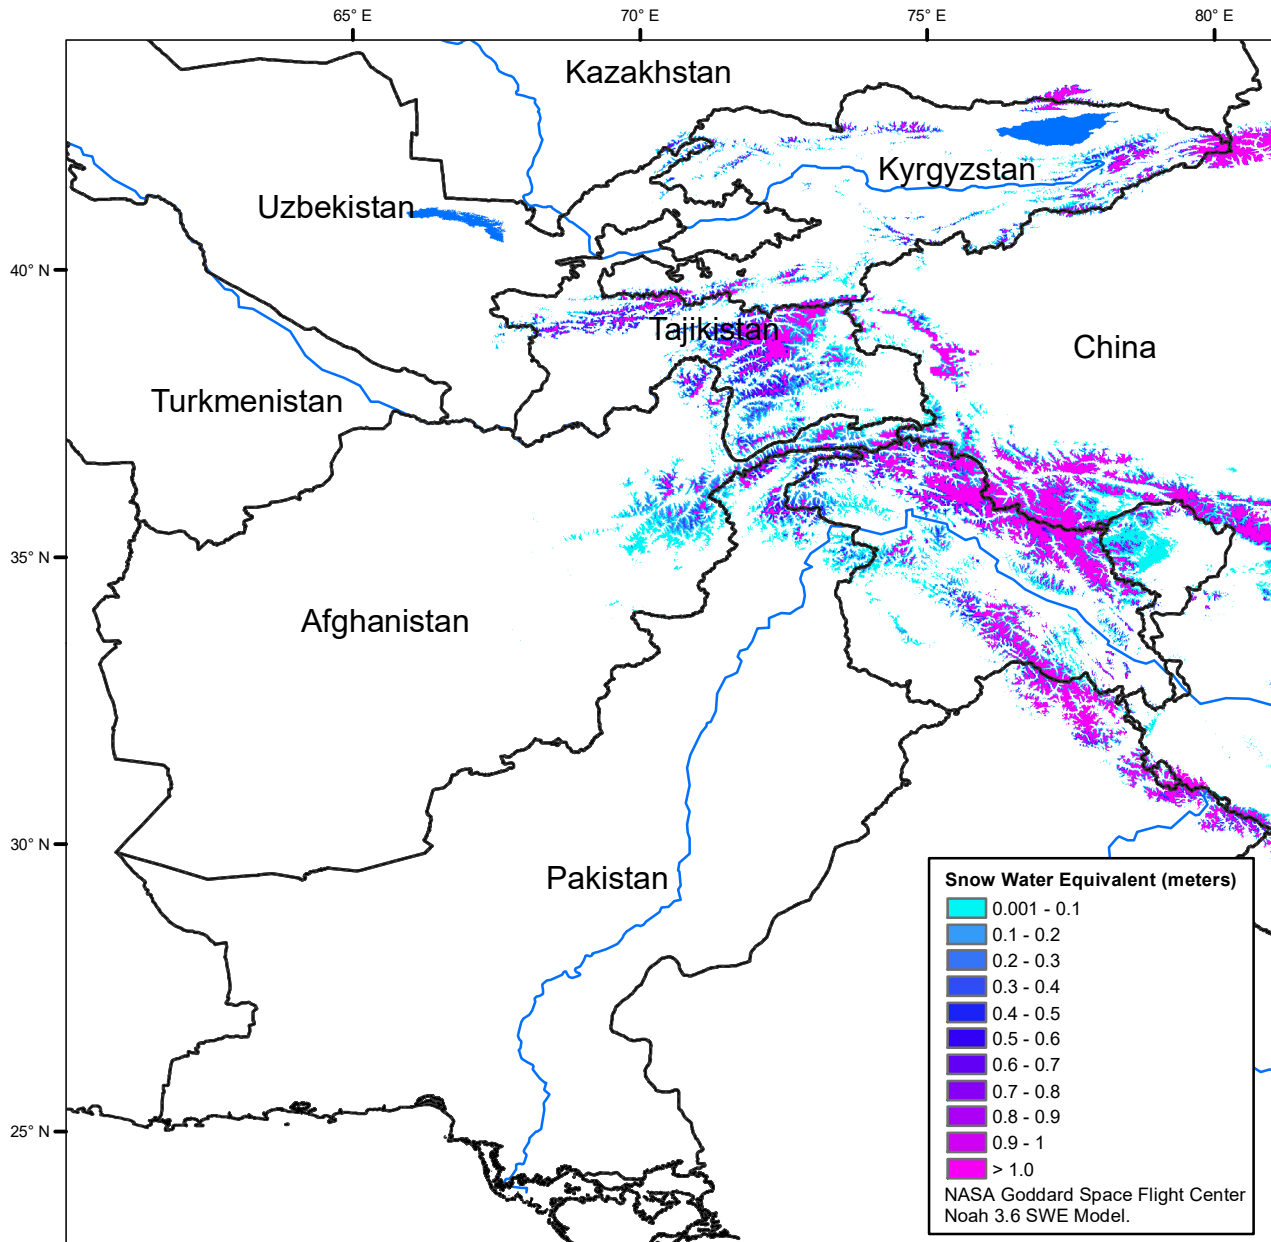 65° E
70° E
75° E
80° E
Kazakhstan
Kyrgyzstan
Uzbekistan
40° N
Tajikistan
China
Turkmenistan
35° N
Afghanistan
30° N
Pakistan
25° N
Snow Water Equivalent (meters)
0.001 - 0.1
0.1 - 0.2
0.2 - 0.3
0.3 - 0.4
0.4 - 0.5
0.5 - 0.6
0.6 - 0.7
0.7 - 0.8
0.8 - 0.9
0.9 - 1
> 1.0
NASA Goddard Space Flight Center
Noah 3.6 SWE Model.